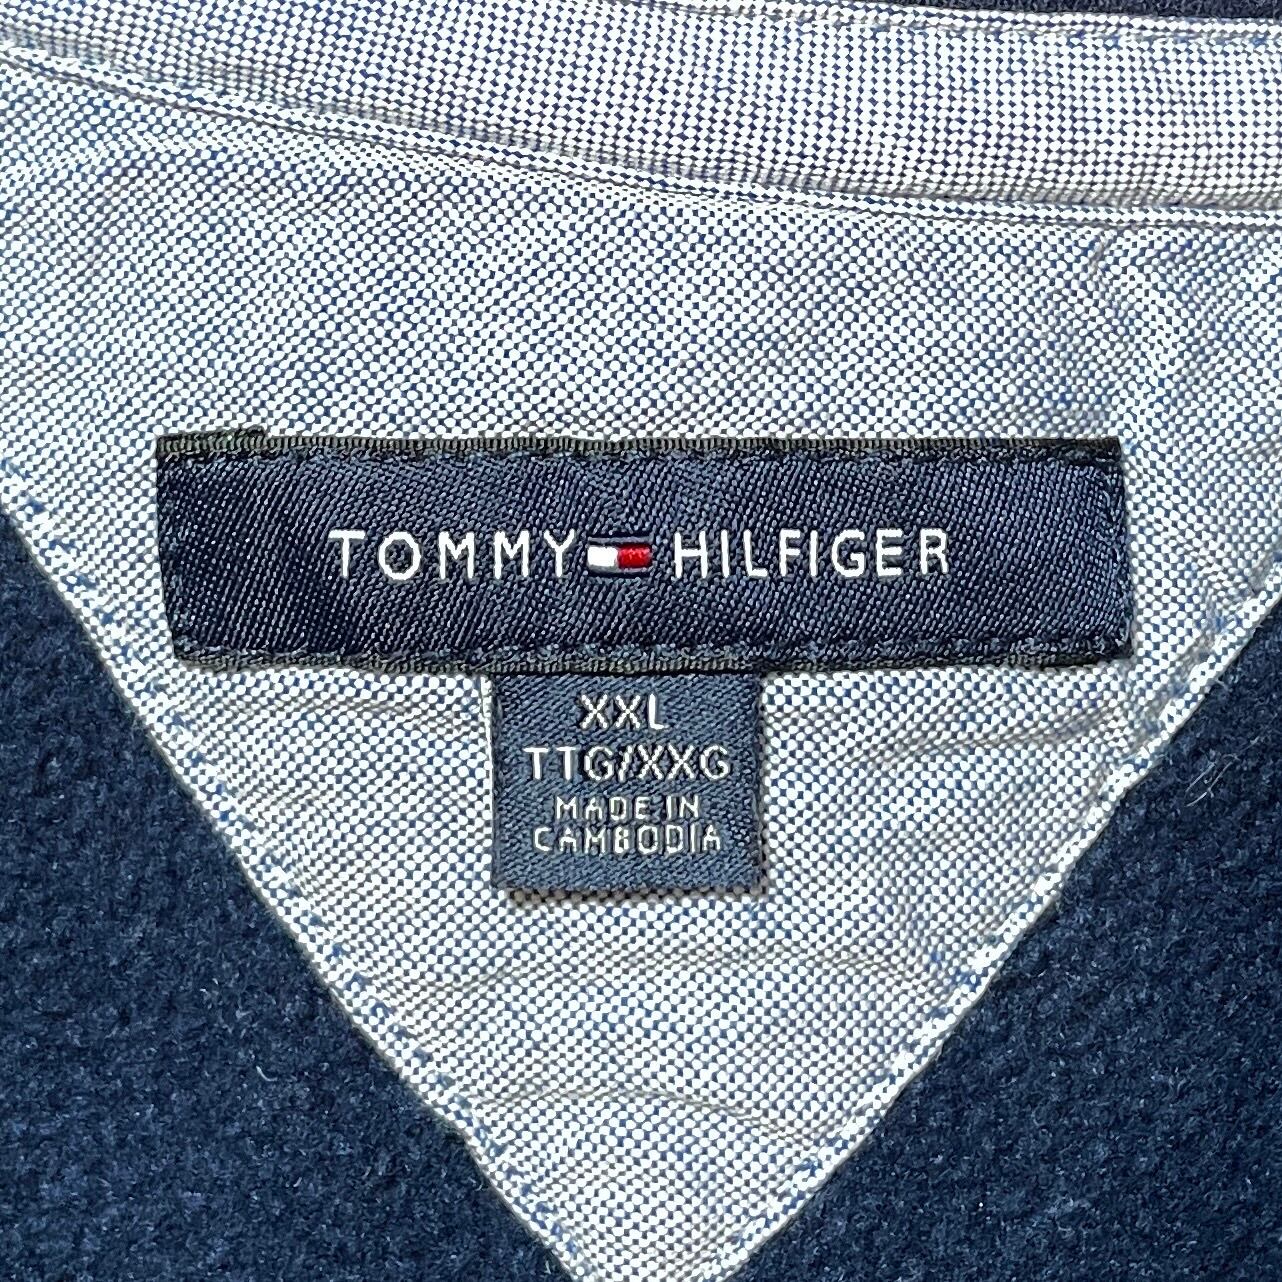 TOMMY HILFIGER
XXL
TTG/XXG
MADE IN
CAMBODIA